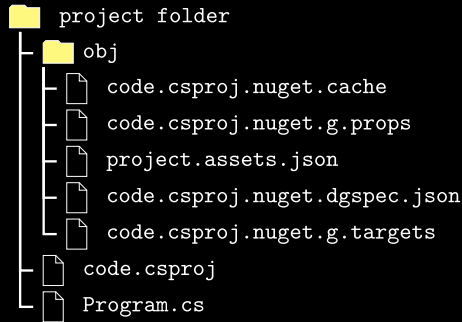 project folder
obj
code.csproj.nuget.cache
code.csproj.nuget.g.props
project.assets.json
code.csproj.nuget.dgspec.json
code.csproj.nuget.g.targets
code.csproj
Program.cs